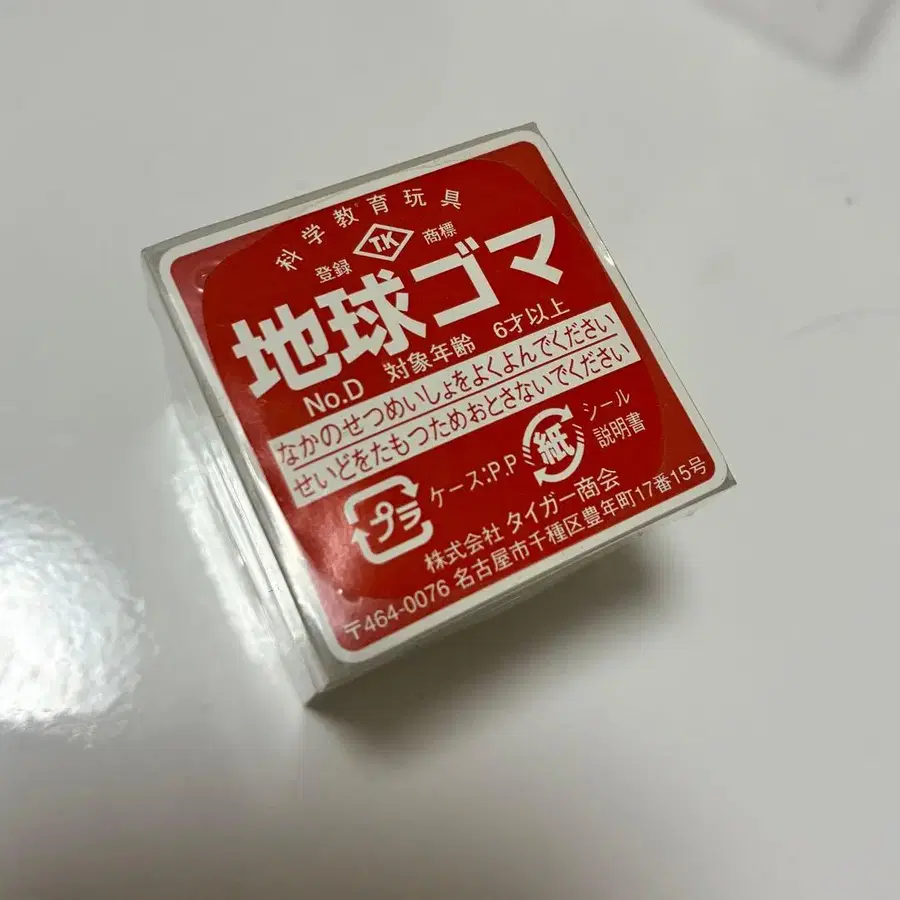 科学教育玩具
登録 T.K 商標
地球ゴマ
No.D 対象年齢 6才以上
なかのせつめいしょをよくよんでください
せいどをたもつためおとさないでください
プラ ケース:P.P 紙 シール
説明書
株式会社 タイガー商会
〒464-0076 名古屋市千種区豊年町17番15号